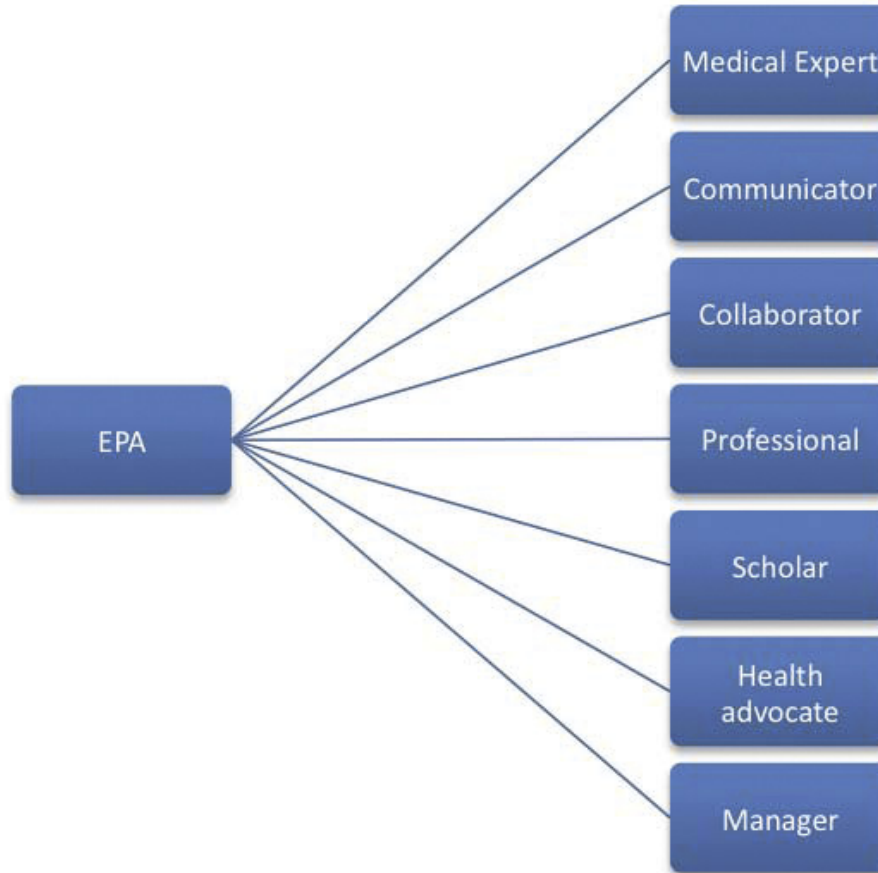 Medical Expert
Communicator
Collaborator
EPA
Professional
Scholar
Health
advocate
Manager